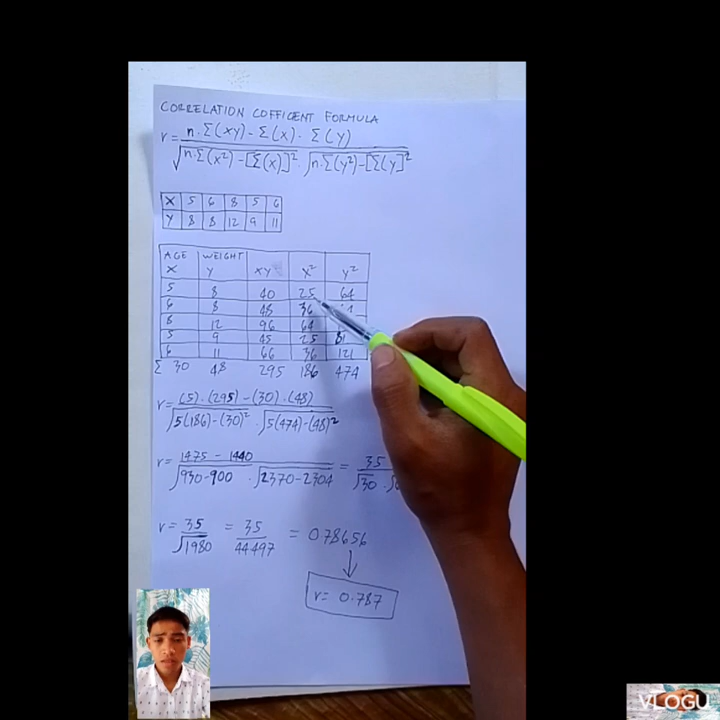 CORRELATION COFFICENT FORMULA
r = n·Σ(xy) - Σ(x) · Σ(y)
√n·Σ(x²) - [Σ(x)]² · √n·Σ(y²) - [Σ(y]²
X 5 6 8 5 6
Y 8 8 12 9 11
AGE WEIGHT
X Y XY X² Y²
5 8 40 25 64
6 8 48 36
8 12 96 64
5 9 45 25 81
6 11 66 36 121
Σ 30 48 295 186 474
r = (5)·(295) - (30)·(48)
√5(186)-(30)² · √5(474)-(48)²
r = 1475 - 1440 = 35
√930-900 · √2370-2304 √30 · √
r = 35 = 35 = 078656
√1980 44497
r = 0.787
VLOGU